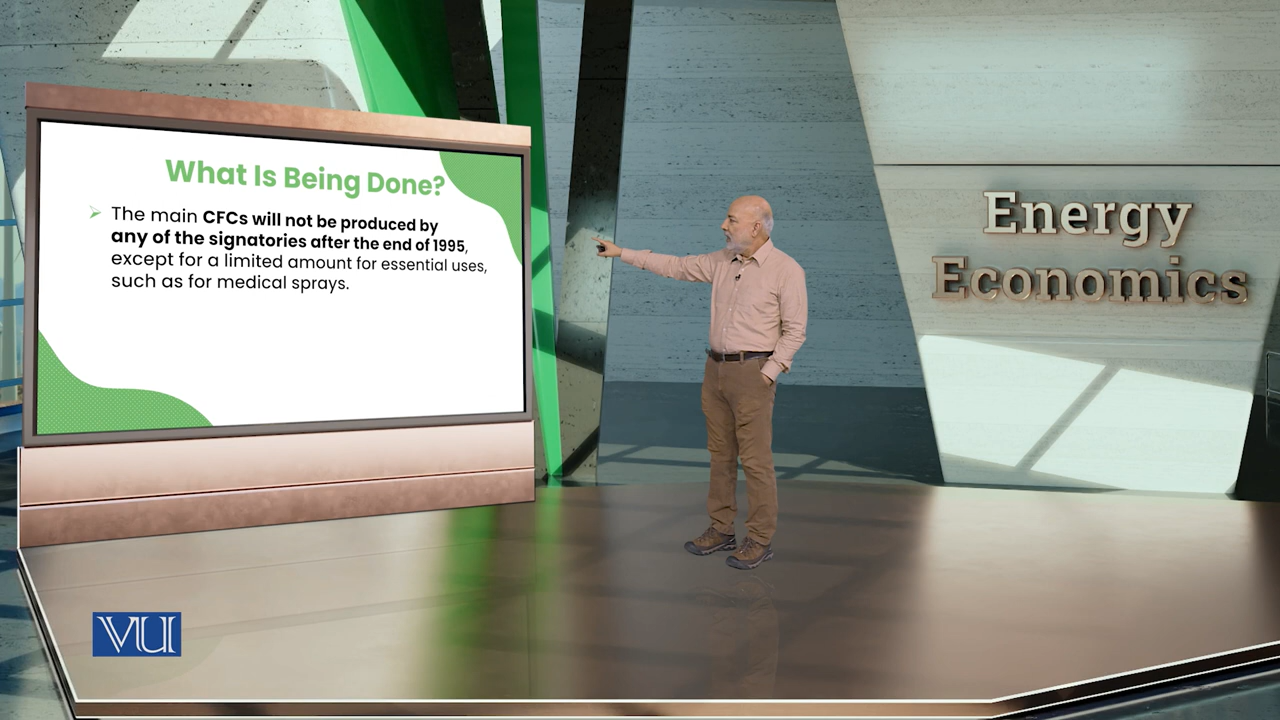 What Is Being Done?
The main CFCs will not be produced by
any of the signatories after the end of 1995,
except for a limited amount for essential uses,
such as for medical sprays.
Energy
Economics
VU